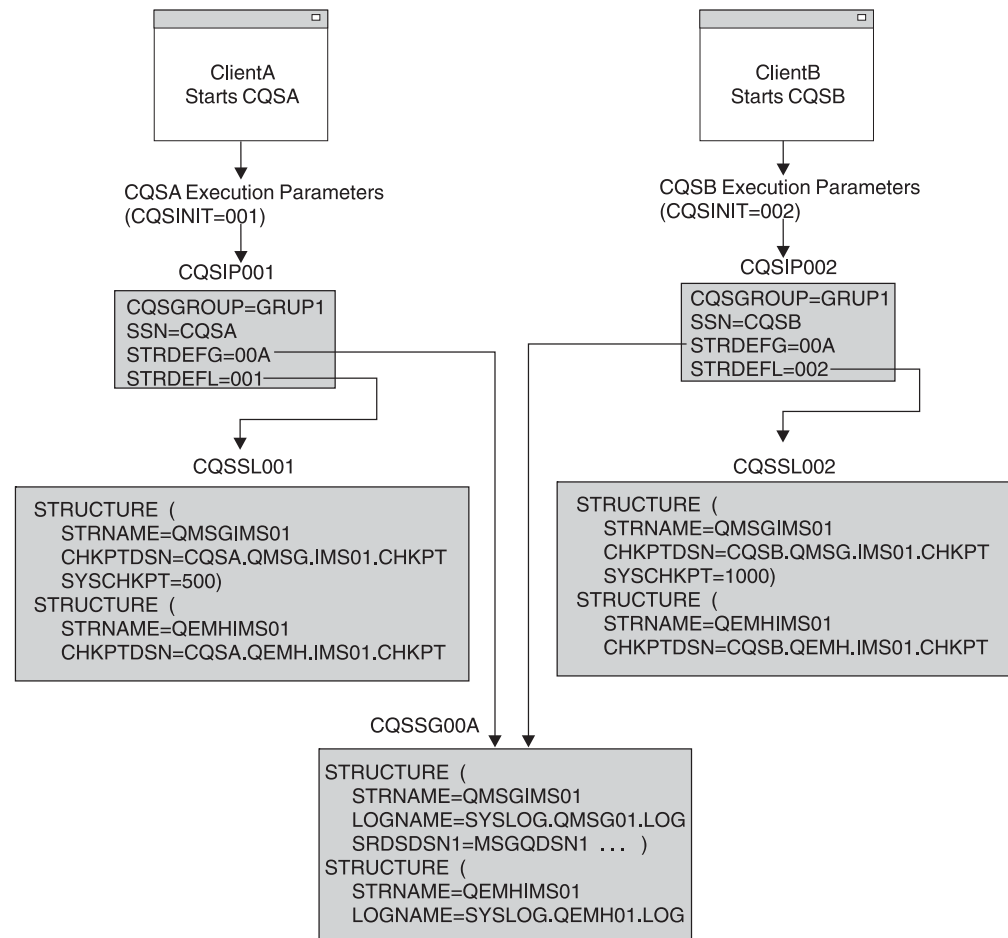 ClientA
Starts CQSA
ClientB
Starts CQSB
CQSA Execution Parameters
(CQSINIT=001)
CQSB Execution Parameters
(CQSINIT=002)
CQSIP001
CQSGROUP=GRUP1
SSN=CQSA
STRDEFG=00A
STRDEFL=001
CQSIP002
CQSGROUP=GRUP1
SSN=CQSB
STRDEFG=00A
STRDEFL=002
CQSSL001
STRUCTURE (
STRNAME=QMSGIMS01
CHKPTDSN=CQSA.QMSG.IMS01.CHKPT
SYSCHKPT=500)
STRUCTURE (
STRNAME=QEMHIMS01
CHKPTDSN=CQSA.QEMH.IMS01.CHKPT
CQSSL002
STRUCTURE (
STRNAME=QMSGIMS01
CHKPTDSN=CQSB.QMSG.IMS01.CHKPT
SYSCHKPT=1000)
STRUCTURE (
STRNAME=QEMHIMS01
CHKPTDSN=CQSB.QEMH.IMS01.CHKPT
CQSSG00A
STRUCTURE (
STRNAME=QMSGIMS01
LOGNAME=SYSLOG.QMSG01.LOG
SRDSDSN1=MSGQDSN1 ... )
STRUCTURE (
STRNAME=QEMHIMS01
LOGNAME=SYSLOG.QEMH01.LOG